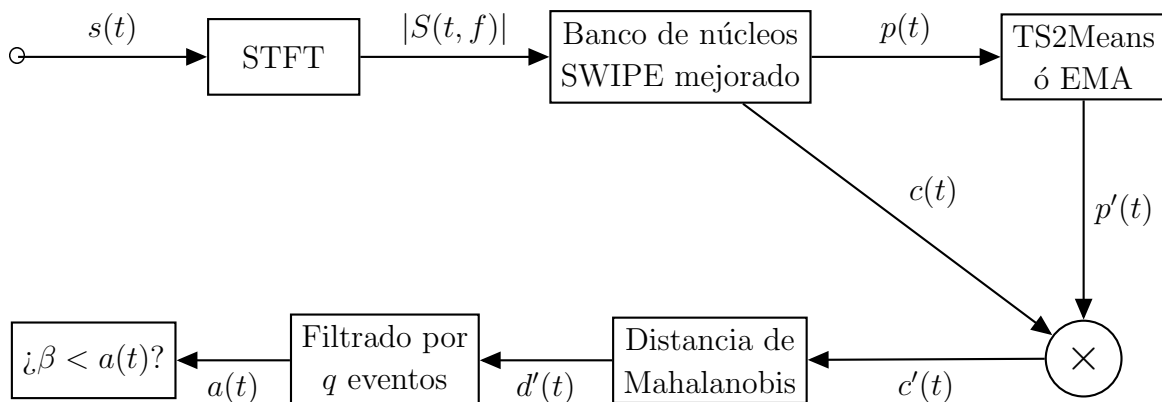 s(t)
STFT
|S(t, f)|
Banco de núcleos
SWIPE mejorado
p(t)
TS2Means
ó EMA
c(t)
p′(t)
×
c′(t)
Distancia de
Mahalanobis
d′(t)
Filtrado por
q eventos
a(t)
¿β < a(t)?